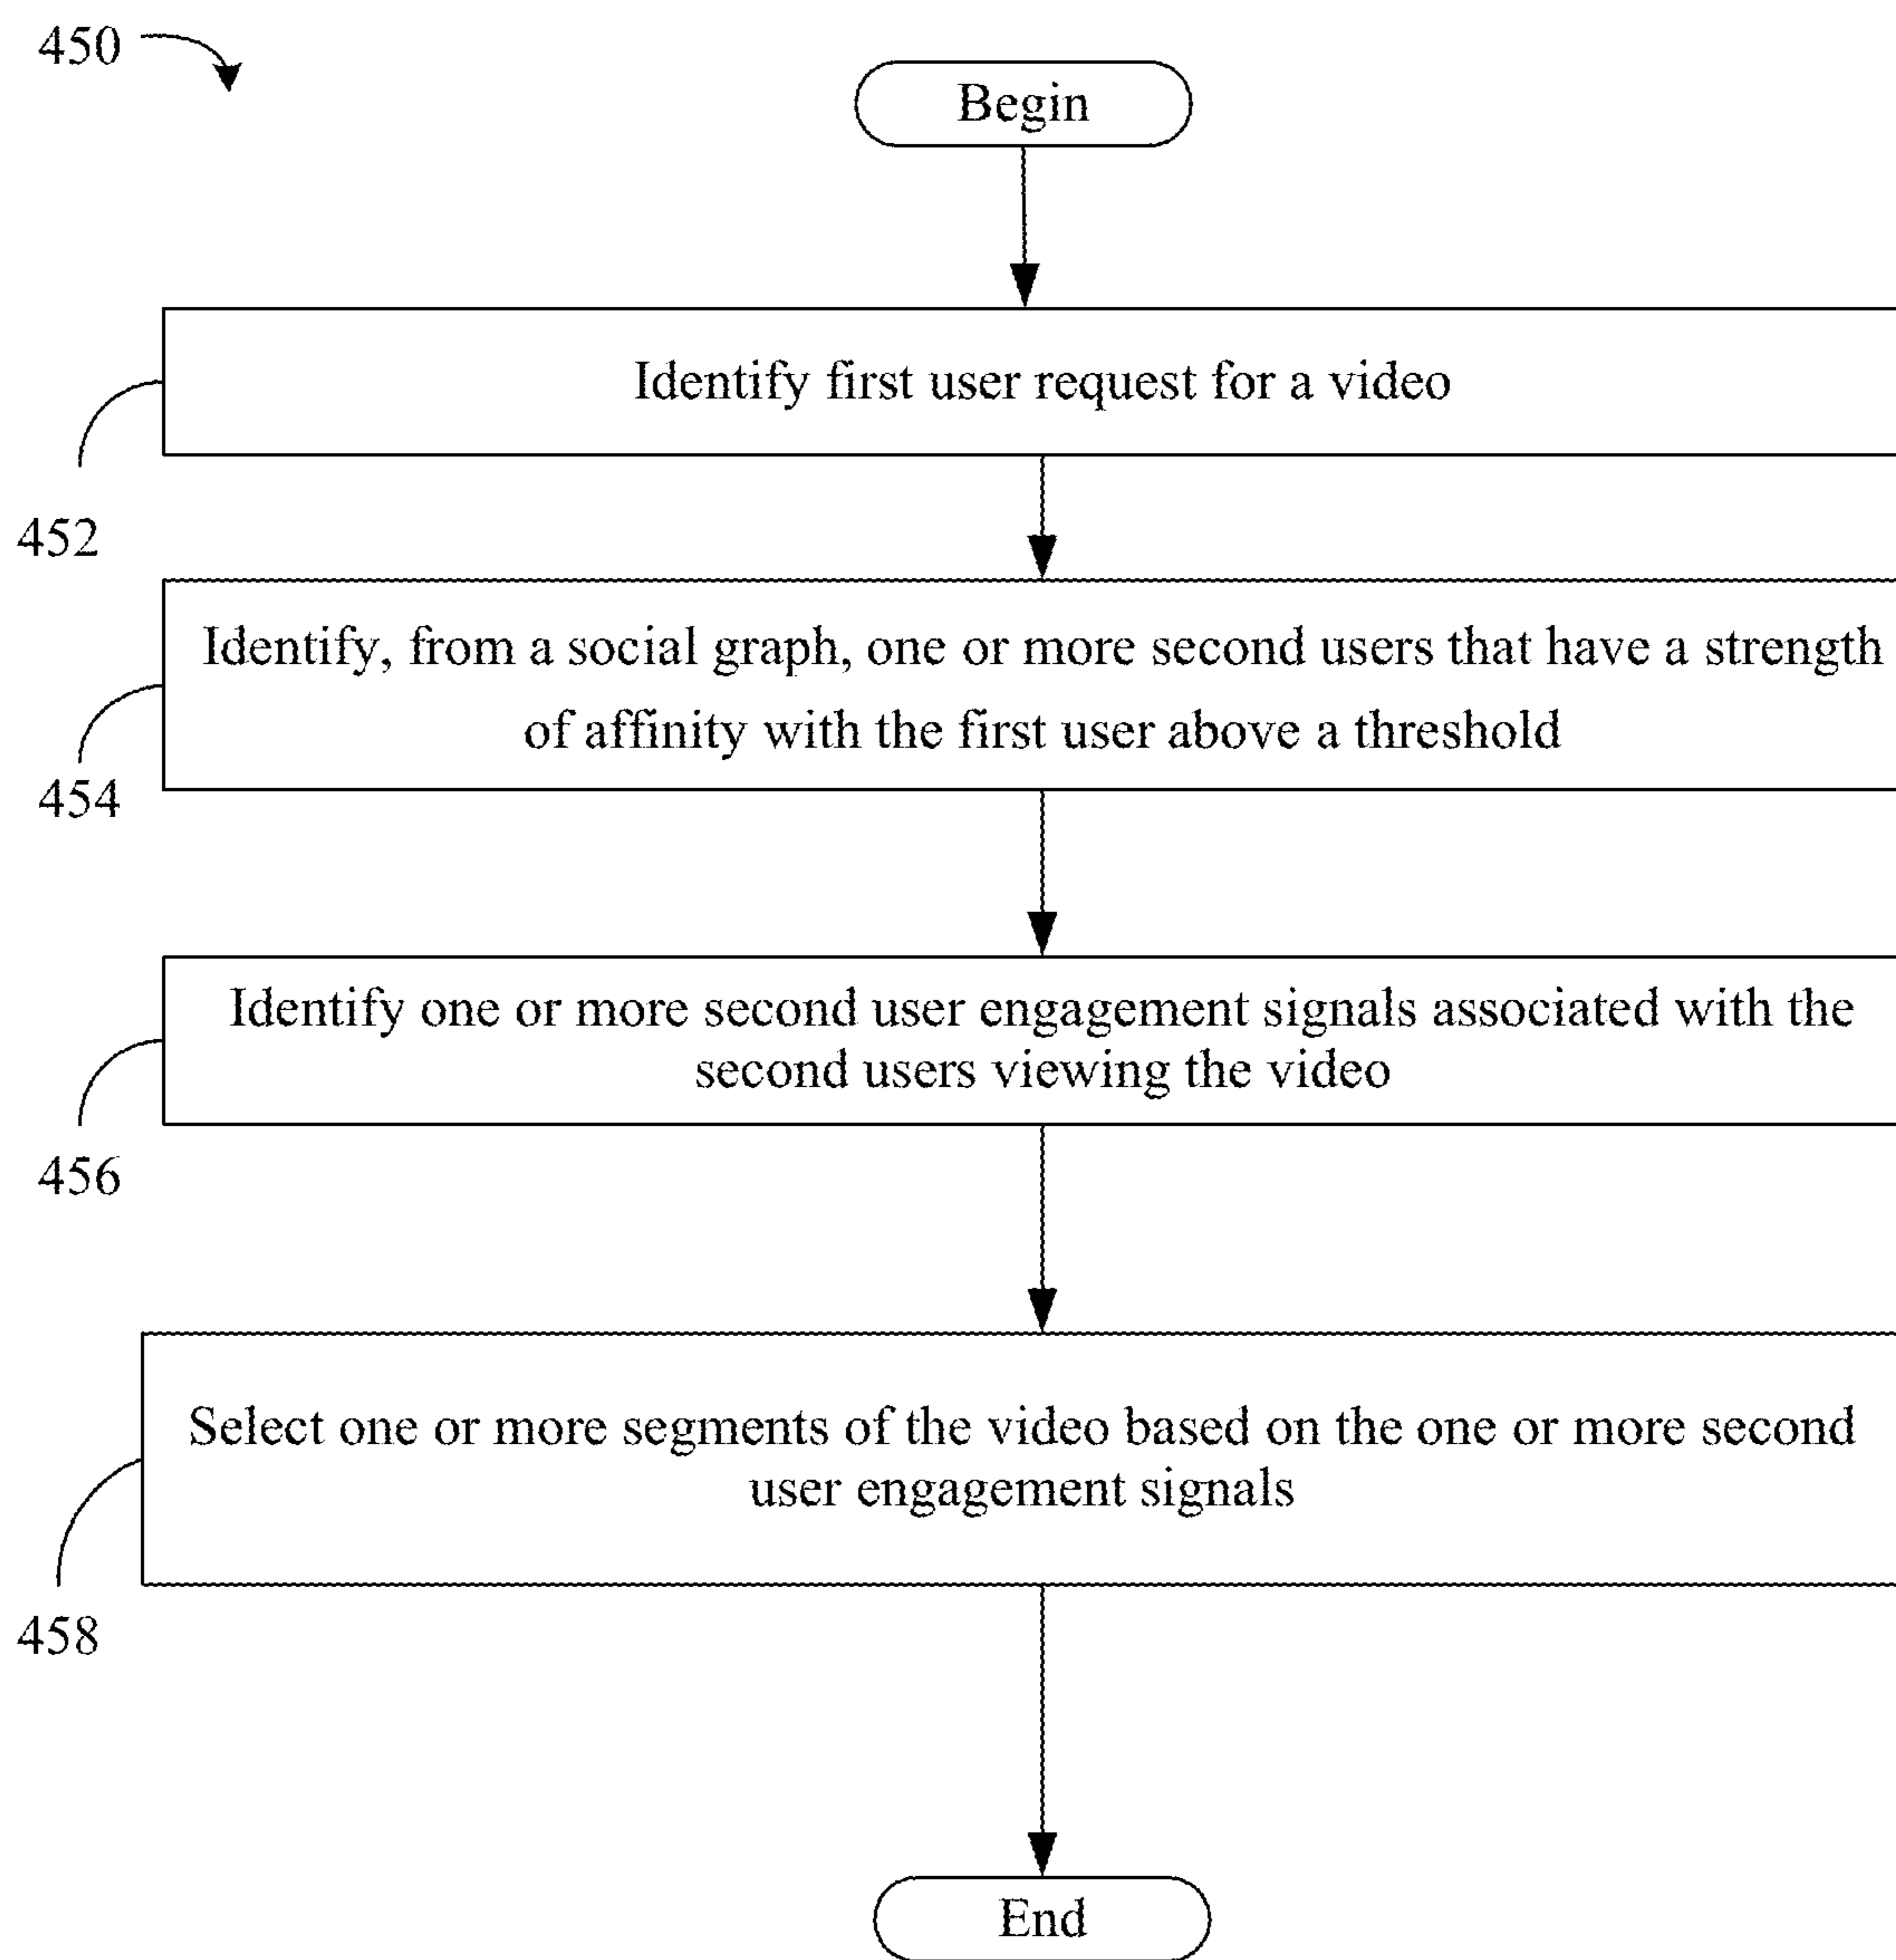 450
Begin
Identify first user request for a video
452
Identify, from a social graph, one or more second users that have a strength
of affinity with the first user above a threshold
454
Identify one or more second user engagement signals associated with the
second users viewing the video
456
Select one or more segments of the video based on the one or more second
user engagement signals
458
End